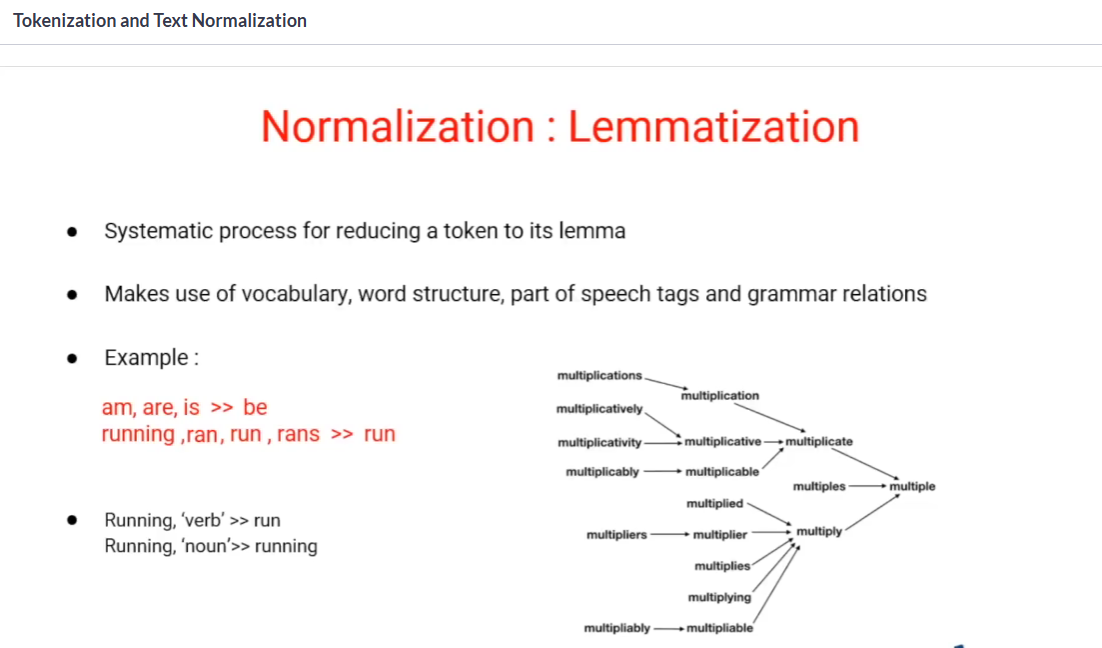 Tokenization and Text Normalization
Normalization : Lemmatization
● Systematic process for reducing a token to its lemma
● Makes use of vocabulary, word structure, part of speech tags and grammar relations
● Example :
am, are, is >> be
running ,ran, run , rans >> run
● Running, ‘verb’ >> run
Running, ‘noun’>> running
multiplications
multiplication
multiplicatively
multiplicativity
multiplicative
multiplicate
multiplicably
multiplicable
multiples
multiple
multiplied
multipliers
multiplier
multiply
multiplies
multiplying
multipliably
multipliable